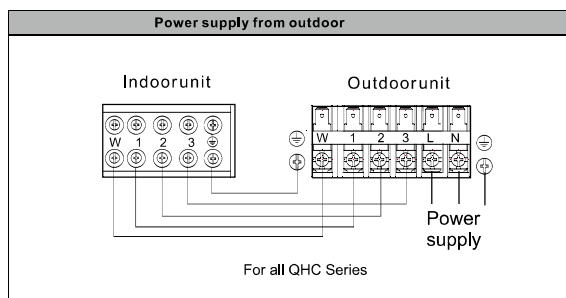 Power supply from outdoor
Indoorunit
Outdoorunit
W 1 2 3
W 1 2 3 L N
Power
supply
For all QHC Series